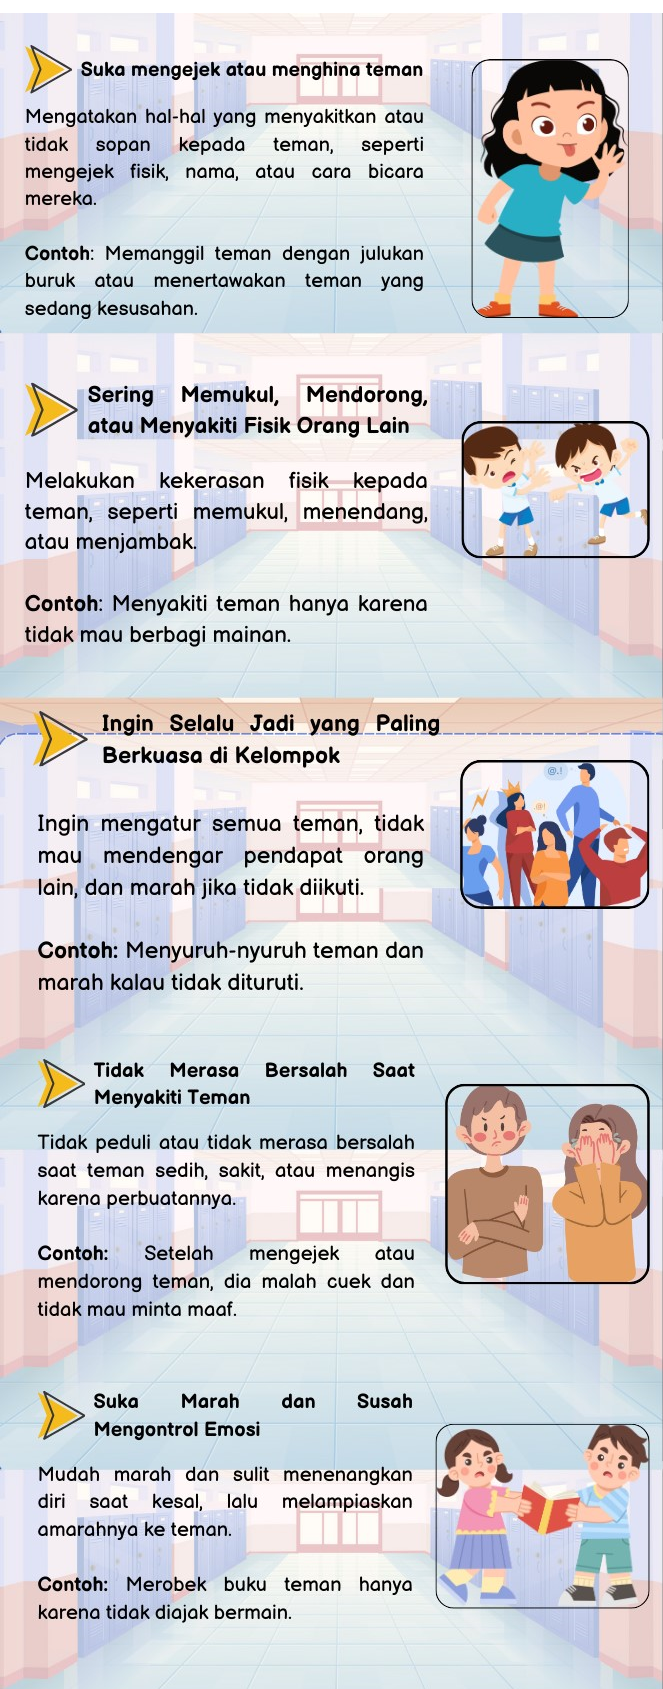 Suka mengejek atau menghina teman
Mengatakan hal-hal yang menyakitkan atau
tidak sopan kepada teman, seperti
mengejek fisik, nama, atau cara bicara
mereka.
Contoh: Memanggil teman dengan julukan
buruk atau menertawakan teman yang
sedang kesusahan.
Sering Memukul, Mendorong,
atau Menyakiti Fisik Orang Lain
Melakukan kekerasan fisik kepada
teman, seperti memukul, menendang,
atau menjambak.
Contoh: Menyakiti teman hanya karena
tidak mau berbagi mainan.
Ingin Selalu Jadi yang Paling
Berkuasa di Kelompok
@.!
.@!
Ingin mengatur semua teman, tidak
mau mendengar pendapat orang
lain, dan marah jika tidak diikuti.
Contoh: Menyuruh-nyuruh teman dan
marah kalau tidak dituruti.
Tidak Merasa Bersalah Saat
Menyakiti Teman
Tidak peduli atau tidak merasa bersalah
saat teman sedih, sakit, atau menangis
karena perbuatannya.
Contoh: Setelah mengejek atau
mendorong teman, dia malah cuek dan
tidak mau minta maaf.
Suka Marah dan Susah
Mengontrol Emosi
Mudah marah dan sulit menenangkan
diri saat kesal, lalu melampiaskan
amarahnya ke teman.
Contoh: Merobek buku teman hanya
karena tidak diajak bermain.